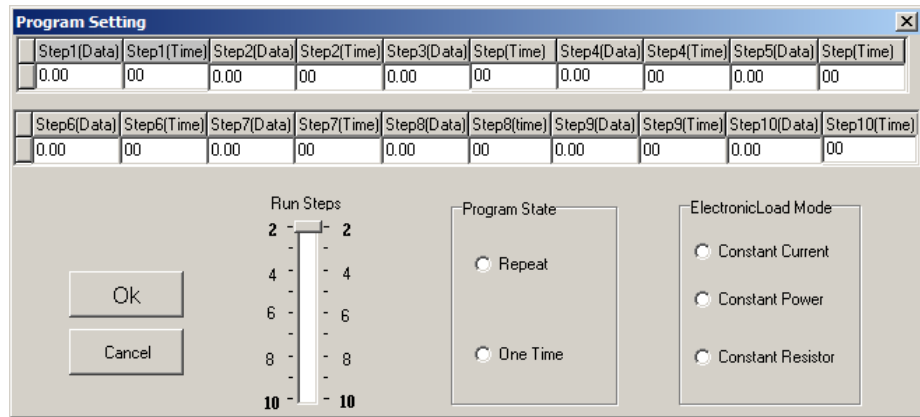 Program Setting
Step1(Data) Step1(Time) Step2(Data) Step2(Time) Step3(Data) Step(Time) Step4(Data) Step4(Time) Step5(Data) Step(Time)
0.00 00 0.00 00 0.00 00 0.00 00 0.00 00
Step6(Data) Step6(Time) Step7(Data) Step7(Time) Step8(Data) Step8(time) Step9(Data) Step9(Time) Step10(Data) Step10(Time)
0.00 00 0.00 00 0.00 00 0.00 00 0.00 00
Run Steps
2 2
4 4
6 6
8 8
10 10
Ok
Cancel
Program State
Repeat
One Time
ElectronicLoad Mode
Constant Current
Constant Power
Constant Resistor